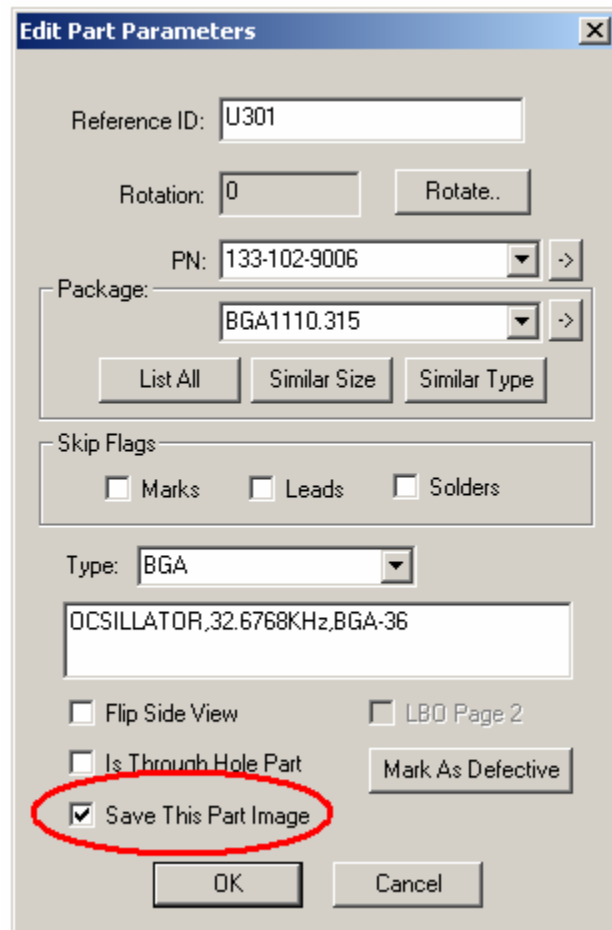 Edit Part Parameters
Reference ID: U301
Rotation: 0 Rotate..
PN: 133-102-9006 ->
Package:
BGA1110.315 ->
List All Similar Size Similar Type
Skip Flags
Marks Leads Solders
Type: BGA
OCSILLATOR,32.6768KHz,BGA-36
Flip Side View LBO Page 2
Is Through Hole Part Mark As Defective
Save This Part Image
OK Cancel